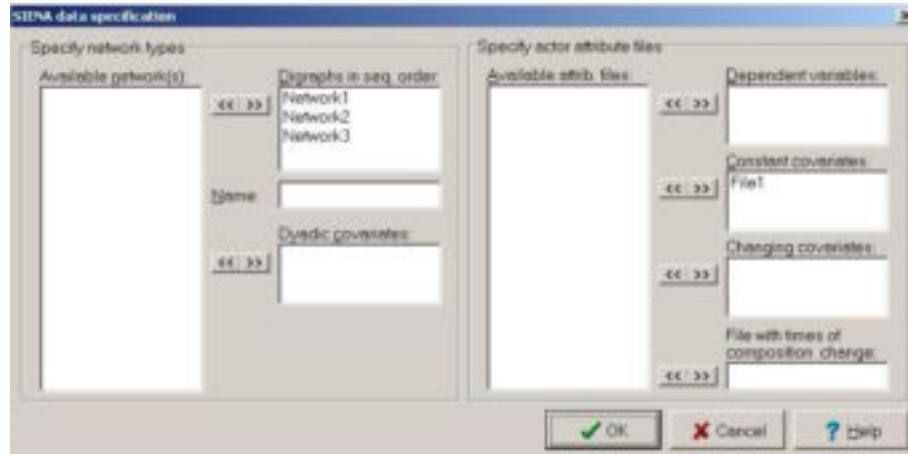 SIENA data specification
Specify network types
Available network(s):
Digraphs in seq. order:
<< >>
Network1
Network2
Network3
Name:
Dyadic covariates:
<< >>
Specify actor attribute files
Available attrib. files:
Dependent variables:
<< >>
Constant covariates:
<< >>
File1
Changing covariates:
<< >>
File with times of
composition change:
<< >>
OK
Cancel
Help